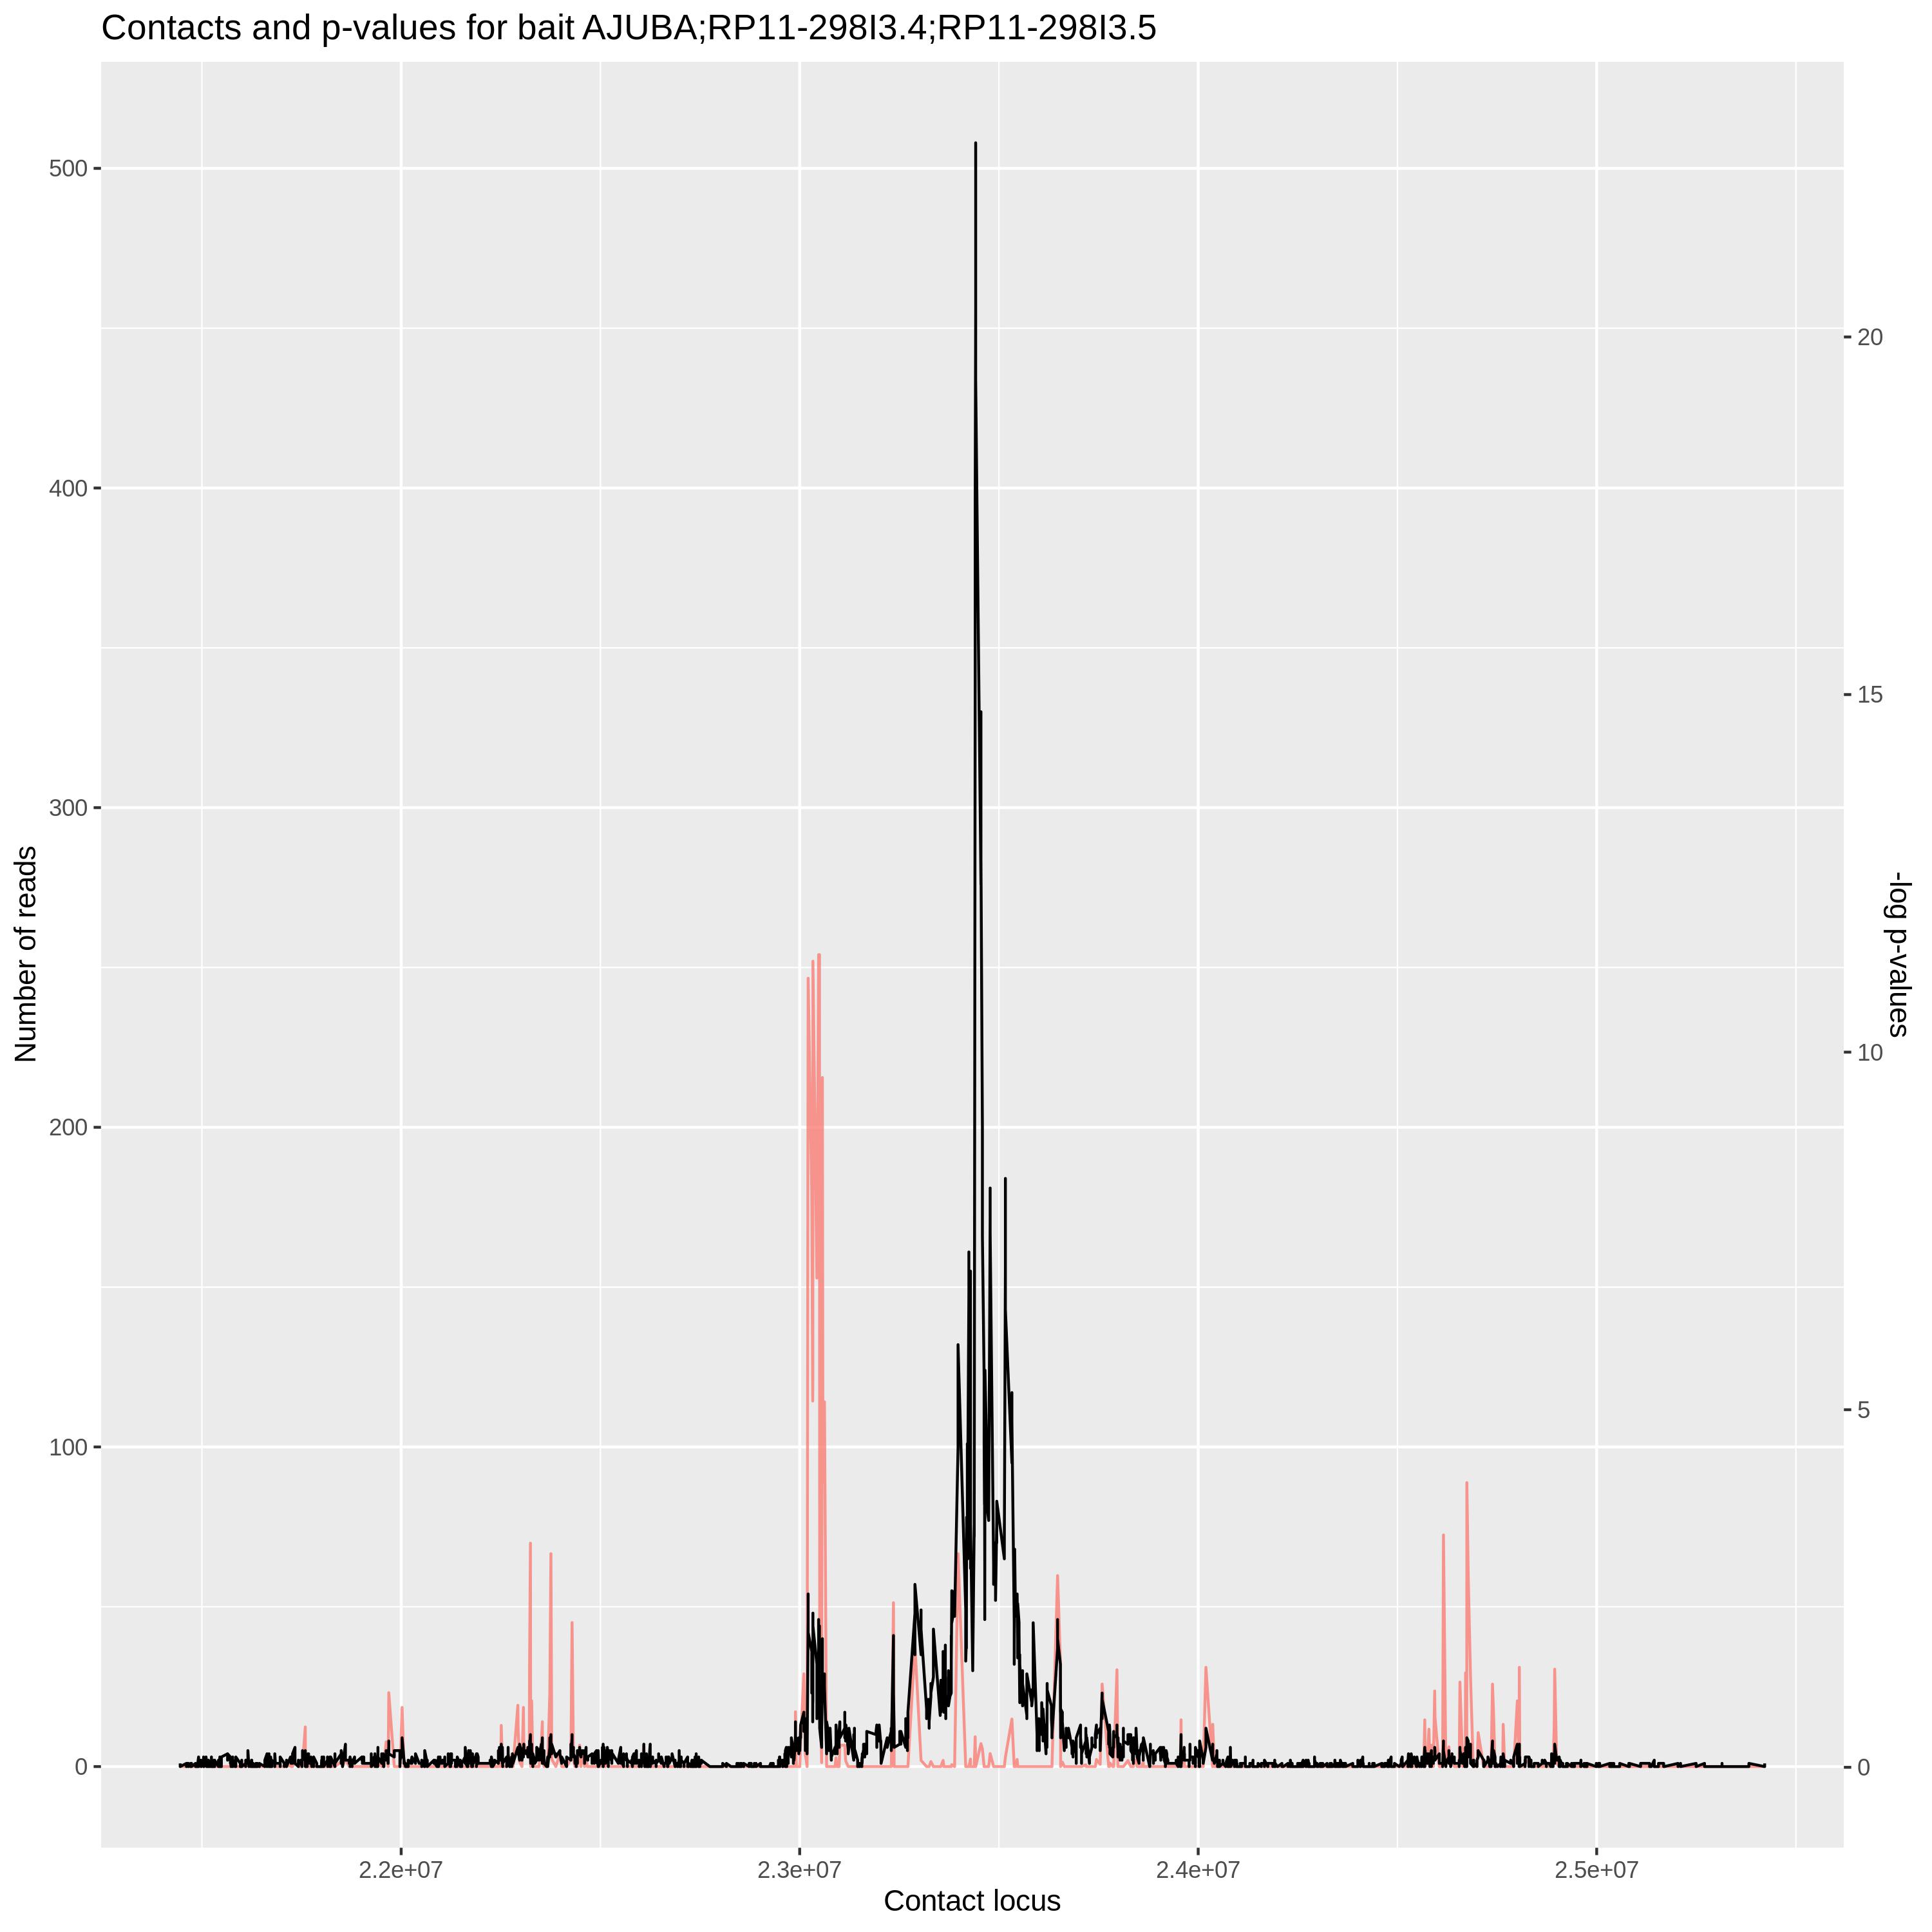 Contacts and p-values for bait AJUBA;RP11-298I3.4;RP11-298I3.5
500
400
300
200
100
0
Number of reads
20
15
10
5
0
-log p-values
2.2e+07
2.3e+07
2.4e+07
2.5e+07
Contact locus